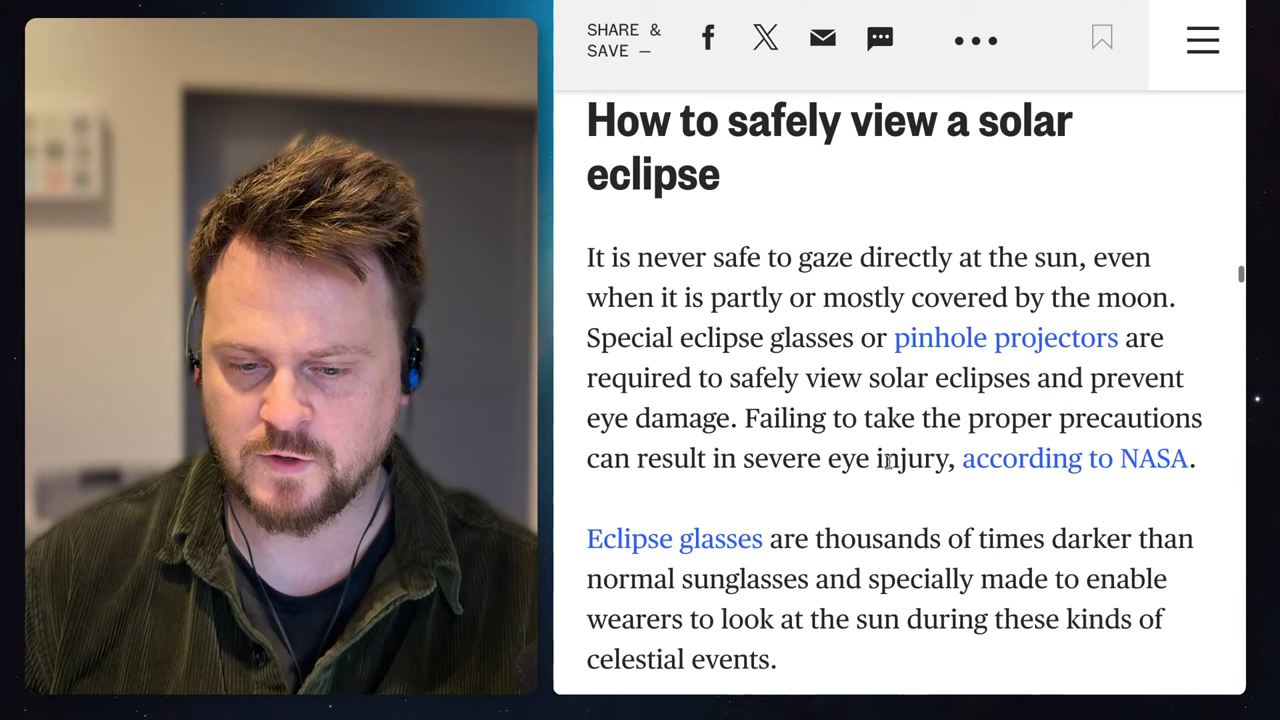 SHARE &
SAVE —
How to safely view a solar
eclipse
It is never safe to gaze directly at the sun, even
when it is partly or mostly covered by the moon.
Special eclipse glasses or pinhole projectors are
required to safely view solar eclipses and prevent
eye damage. Failing to take the proper precautions
can result in severe eye injury, according to NASA.
Eclipse glasses are thousands of times darker than
normal sunglasses and specially made to enable
wearers to look at the sun during these kinds of
celestial events.